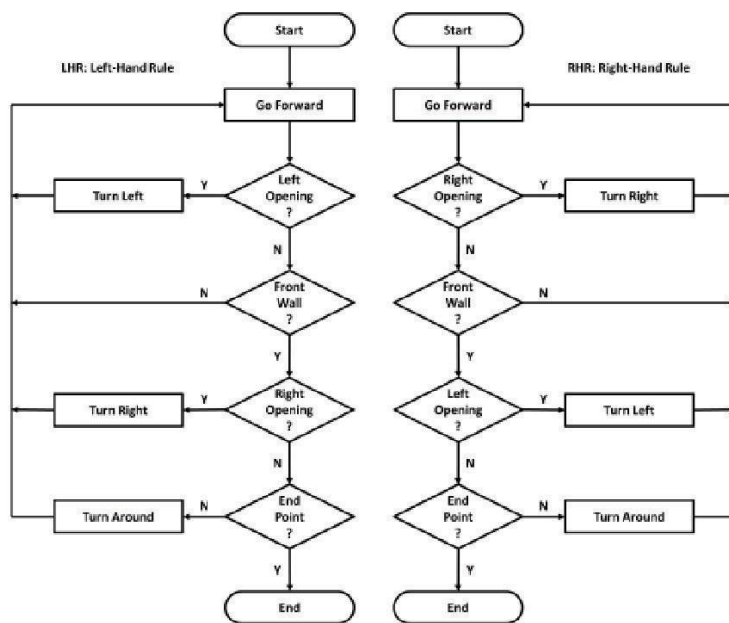 Start
LHR: Left-Hand Rule
Go Forward
Left
Opening
?
Y
Turn Left
N
Front
Wall
?
N
Y
Right
Opening
?
Y
Turn Right
N
End
Point
?
N
Turn Around
Y
End
Start
RHR: Right-Hand Rule
Go Forward
Right
Opening
?
Y
Turn Right
N
Front
Wall
?
N
Y
Left
Opening
?
Y
Turn Left
N
End
Point
?
N
Turn Around
Y
End